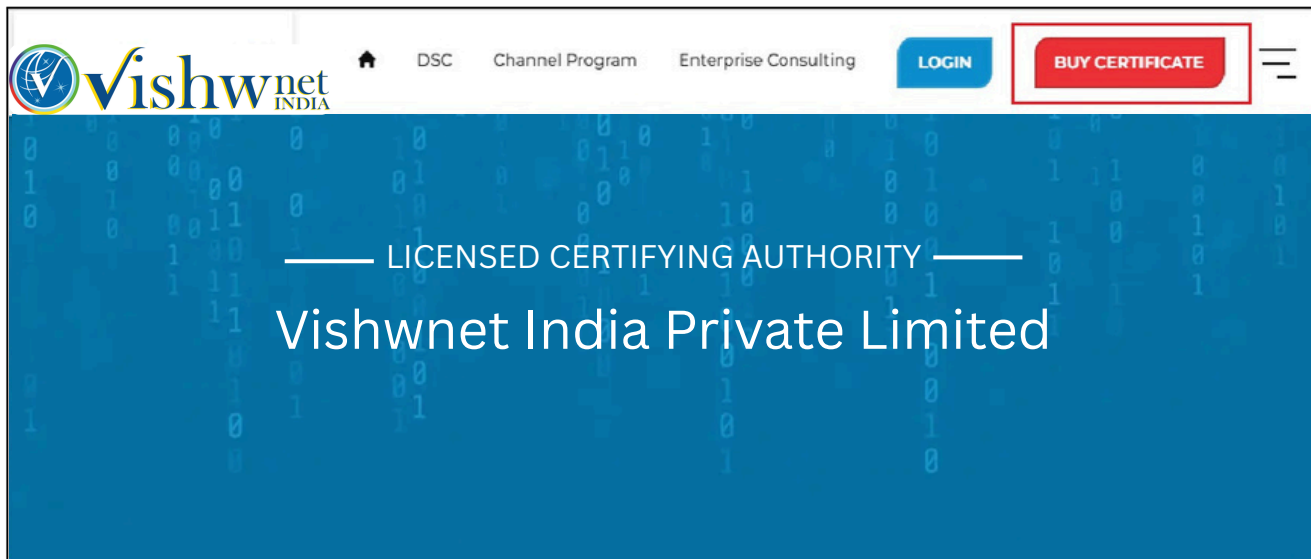 Vishwnet INDIA
DSC Channel Program Enterprise Consulting LOGIN BUY CERTIFICATE
LICENSED CERTIFYING AUTHORITY
Vishwnet India Private Limited